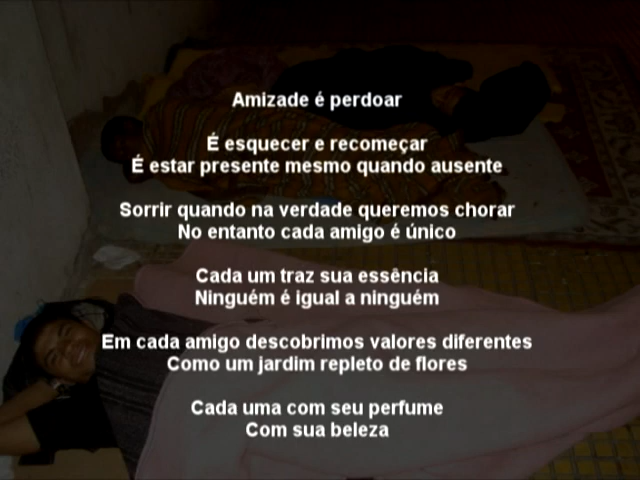 Amizade é perdoar
É esquecer e recomeçar
É estar presente mesmo quando ausente
Sorrir quando na verdade queremos chorar
No entanto cada amigo é único
Cada um traz sua essência
Ninguém é igual a ninguém
Em cada amigo descobrimos valores diferentes
Como um jardim repleto de flores
Cada uma com seu perfume
Com sua beleza